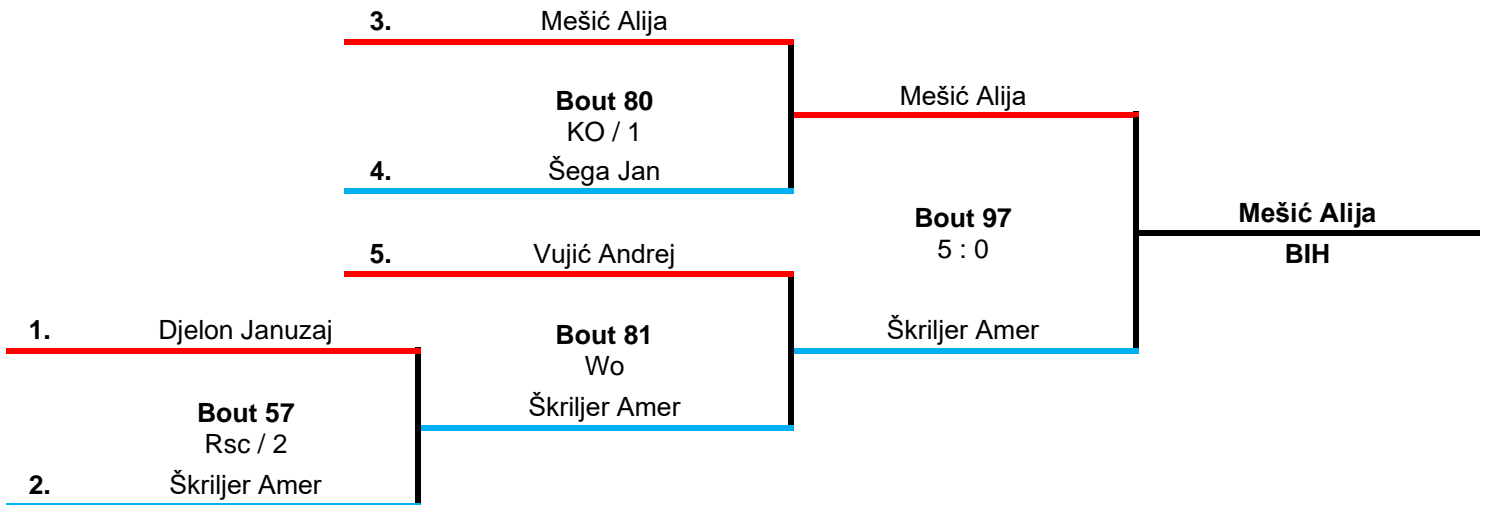 3. Mešić Alija
Bout 80
KO / 1
4. Šega Jan
Mešić Alija
Bout 97
5 : 0
Mešić Alija
BIH
5. Vujić Andrej
Bout 81
Wo
Škriljer Amer
Škriljer Amer
1. Djelon Januzaj
Bout 57
Rsc / 2
2. Škriljer Amer